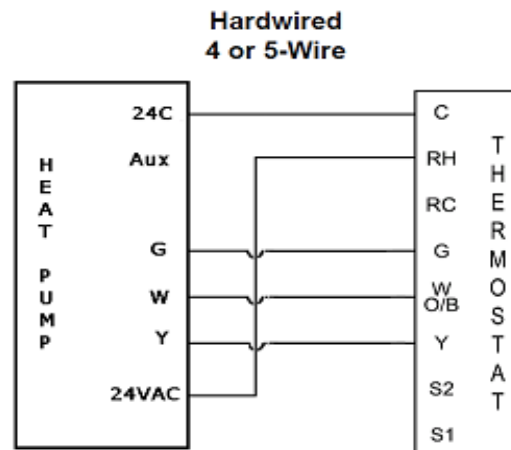 Hardwired
4 or 5-Wire
HEAT PUMP
24C
Aux
G
W
Y
24VAC
C
RH
RC
G
W
O/B
Y
S2
S1
THERMOSTAT